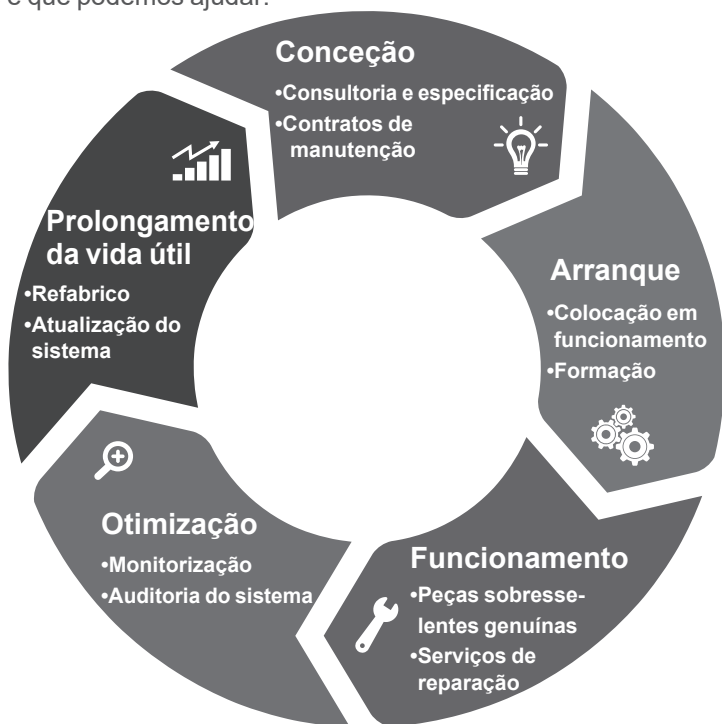 e que podemos ajudar.
Conceção
•Consultoria e especificação
•Contratos de
manutenção
Arranque
•Colocação em
funcionamento
•Formação
Funcionamento
•Peças sobresse-
lentes genuínas
•Serviços de
reparação
Otimização
•Monitorização
•Auditoria do sistema
Prolongamento
da vida útil
•Refabrico
•Atualização do
sistema